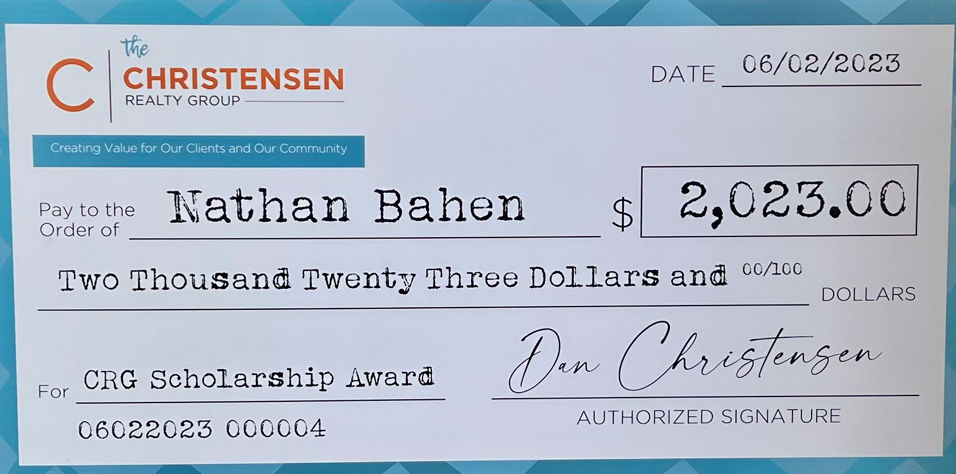 C
the
CHRISTENSEN
REALTY GROUP
DATE 06/02/2023
Creating Value for Our Clients and Our Community
Pay to the
Order of Nathan Bahen $ 2,023.00
Two Thousand Twenty Three Dollars and 00/100
DOLLARS
Dan Christensen
For CRG Scholarship Award
AUTHORIZED SIGNATURE
06022023 000004